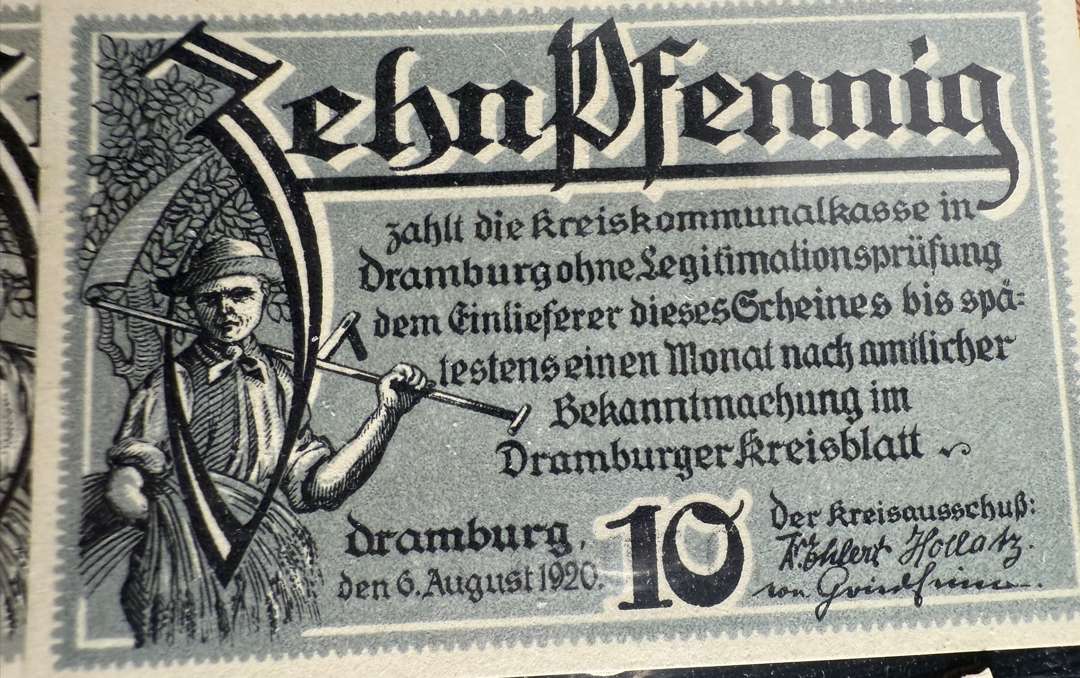 Zehn Pfennig
zahlt die Kreiskommunalkasse in
Dramburg ohne Legitimationsprüfung
dem Einlieferer dieses Scheines bis spä-
testens einen Monat nach amtlicher
Bekanntmachung im
Dramburger Kreisblatt
Dramburg,
den 6. August 1920.
10
Der Kreisausschuß:
Hollatz.
von